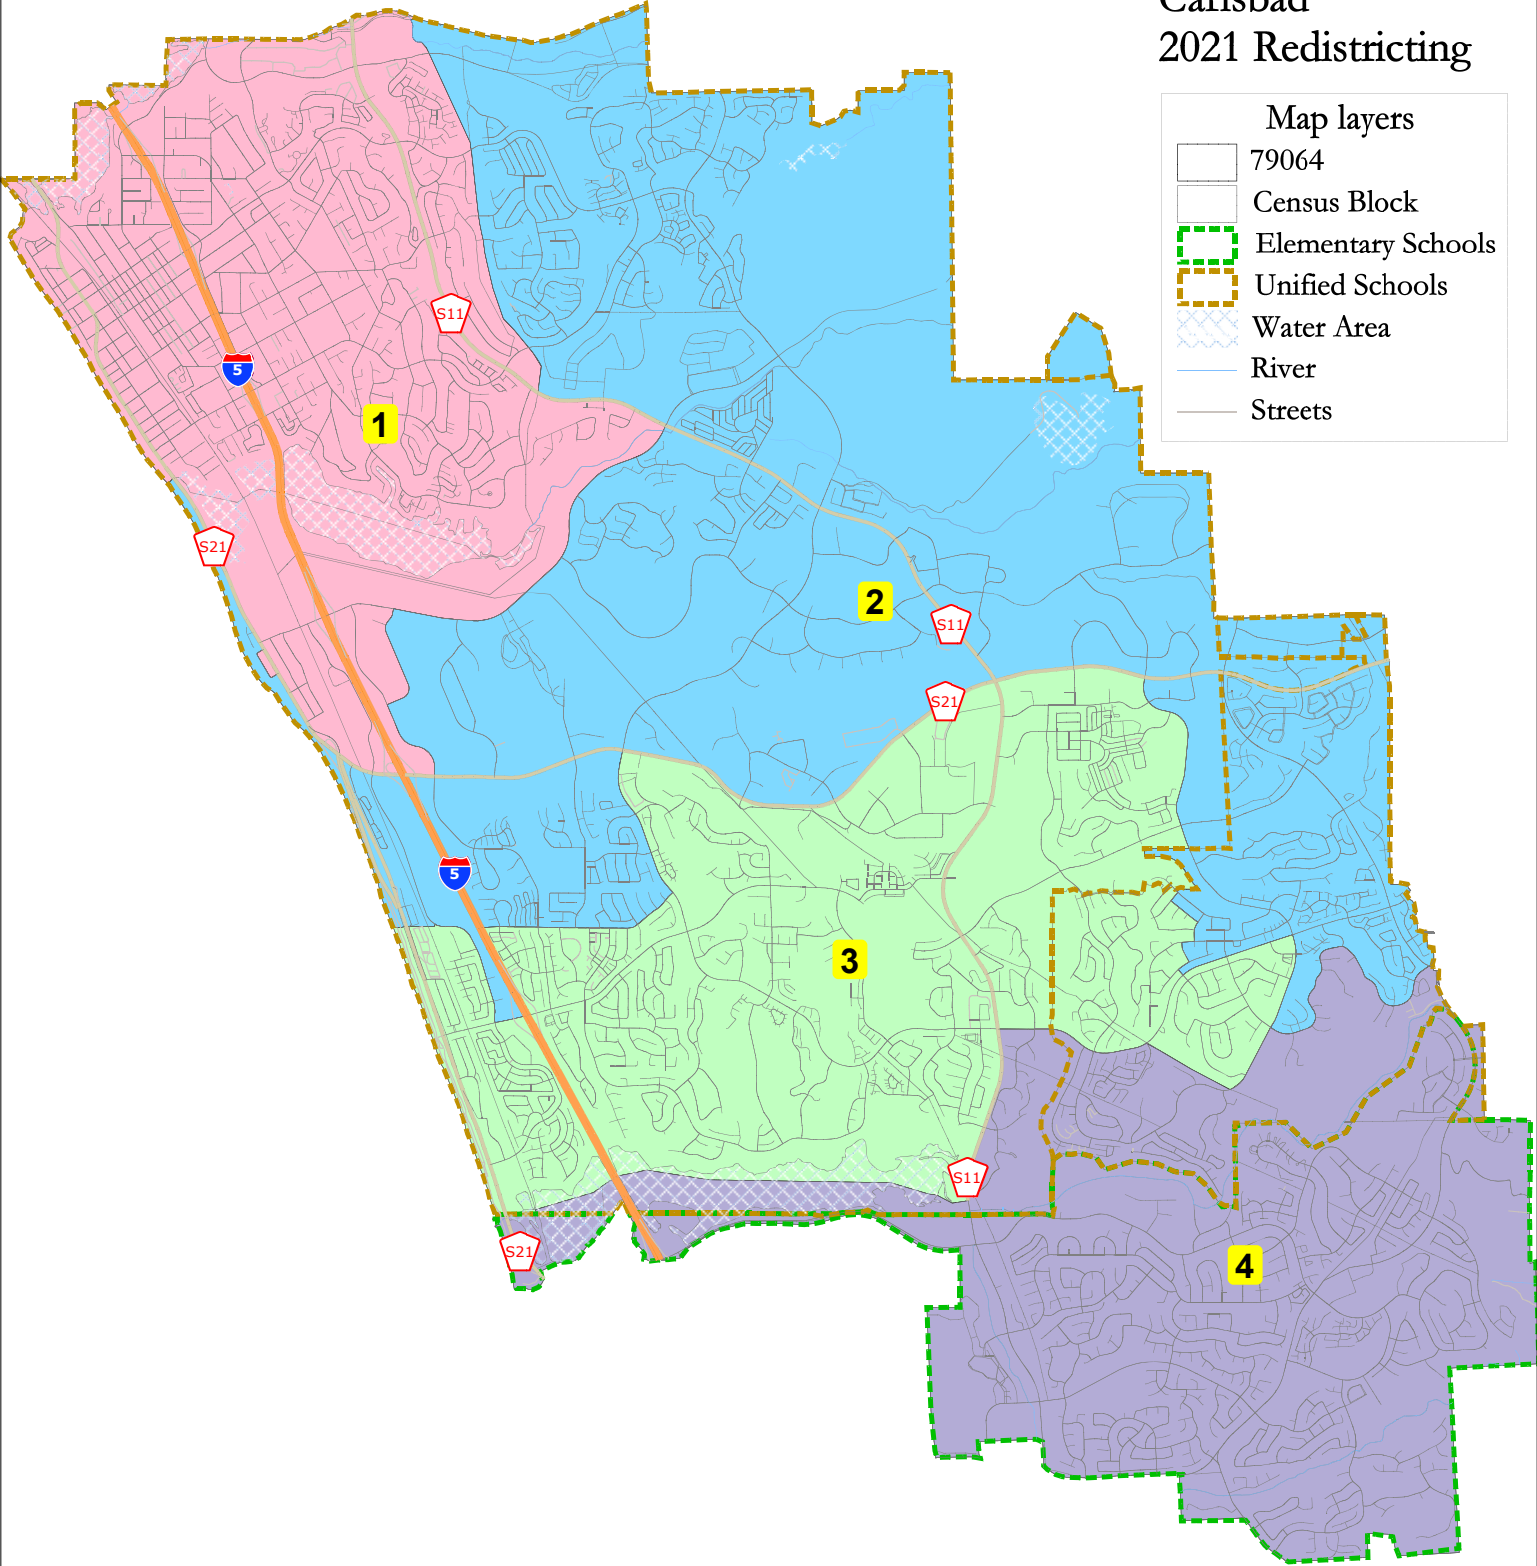 Carlsbad
2021 Redistricting
Map layers
79064
Census Block
Elementary Schools
Unified Schools
Water Area
River
Streets
S11
5
1
S21
2
S11
S21
5
3
S11
S21
4